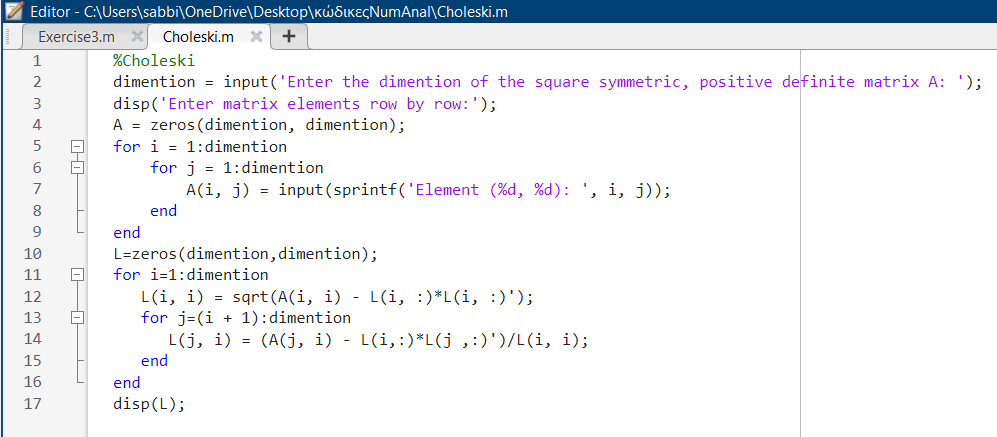 Editor - C:\Users\sabbi\OneDrive\Desktop\κώδικεςNumAnal\Choleski.m
Exercise3.m × Choleski.m × +
1 %Choleski
2 dimention = input('Enter the dimention of the square symmetric, positive definite matrix A: ');
3 disp('Enter matrix elements row by row:');
4 A = zeros(dimention, dimention);
5 for i = 1:dimention
6 for j = 1:dimention
7 A(i, j) = input(sprintf('Element (%d, %d): ', i, j));
8 end
9 end
10 L=zeros(dimention,dimention);
11 for i=1:dimention
12 L(i, i) = sqrt(A(i, i) - L(i, :)*L(i, :)');
13 for j=(i + 1):dimention
14 L(j, i) = (A(j, i) - L(i,:)*L(j ,:)')/L(i, i);
15 end
16 end
17 disp(L);